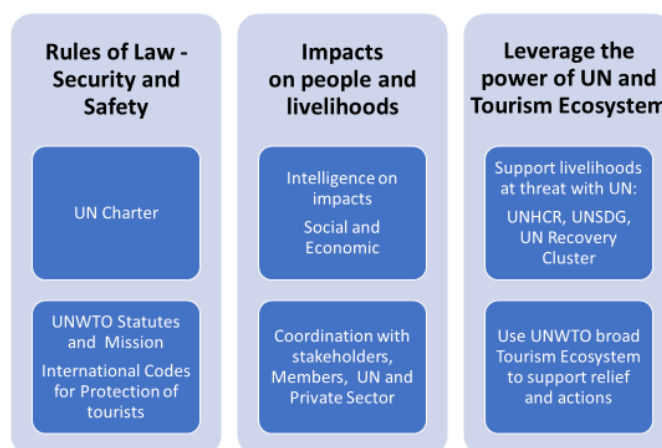 Rules of Law -
Security and
Safety
UN Charter
UNWTO Statutes
and Mission
International Codes
for Protection of
tourists
Impacts
on people and
livelihoods
Intelligence on
impacts
Social and
Economic
Coordination with
stakeholders,
Members, UN and
Private Sector
Leverage the
power of UN and
Tourism Ecosystem
Support livelihoods
at threat with UN:
UNHCR, UNSDG,
UN Recovery
Cluster
Use UNWTO broad
Tourism Ecosystem
to support relief
and actions